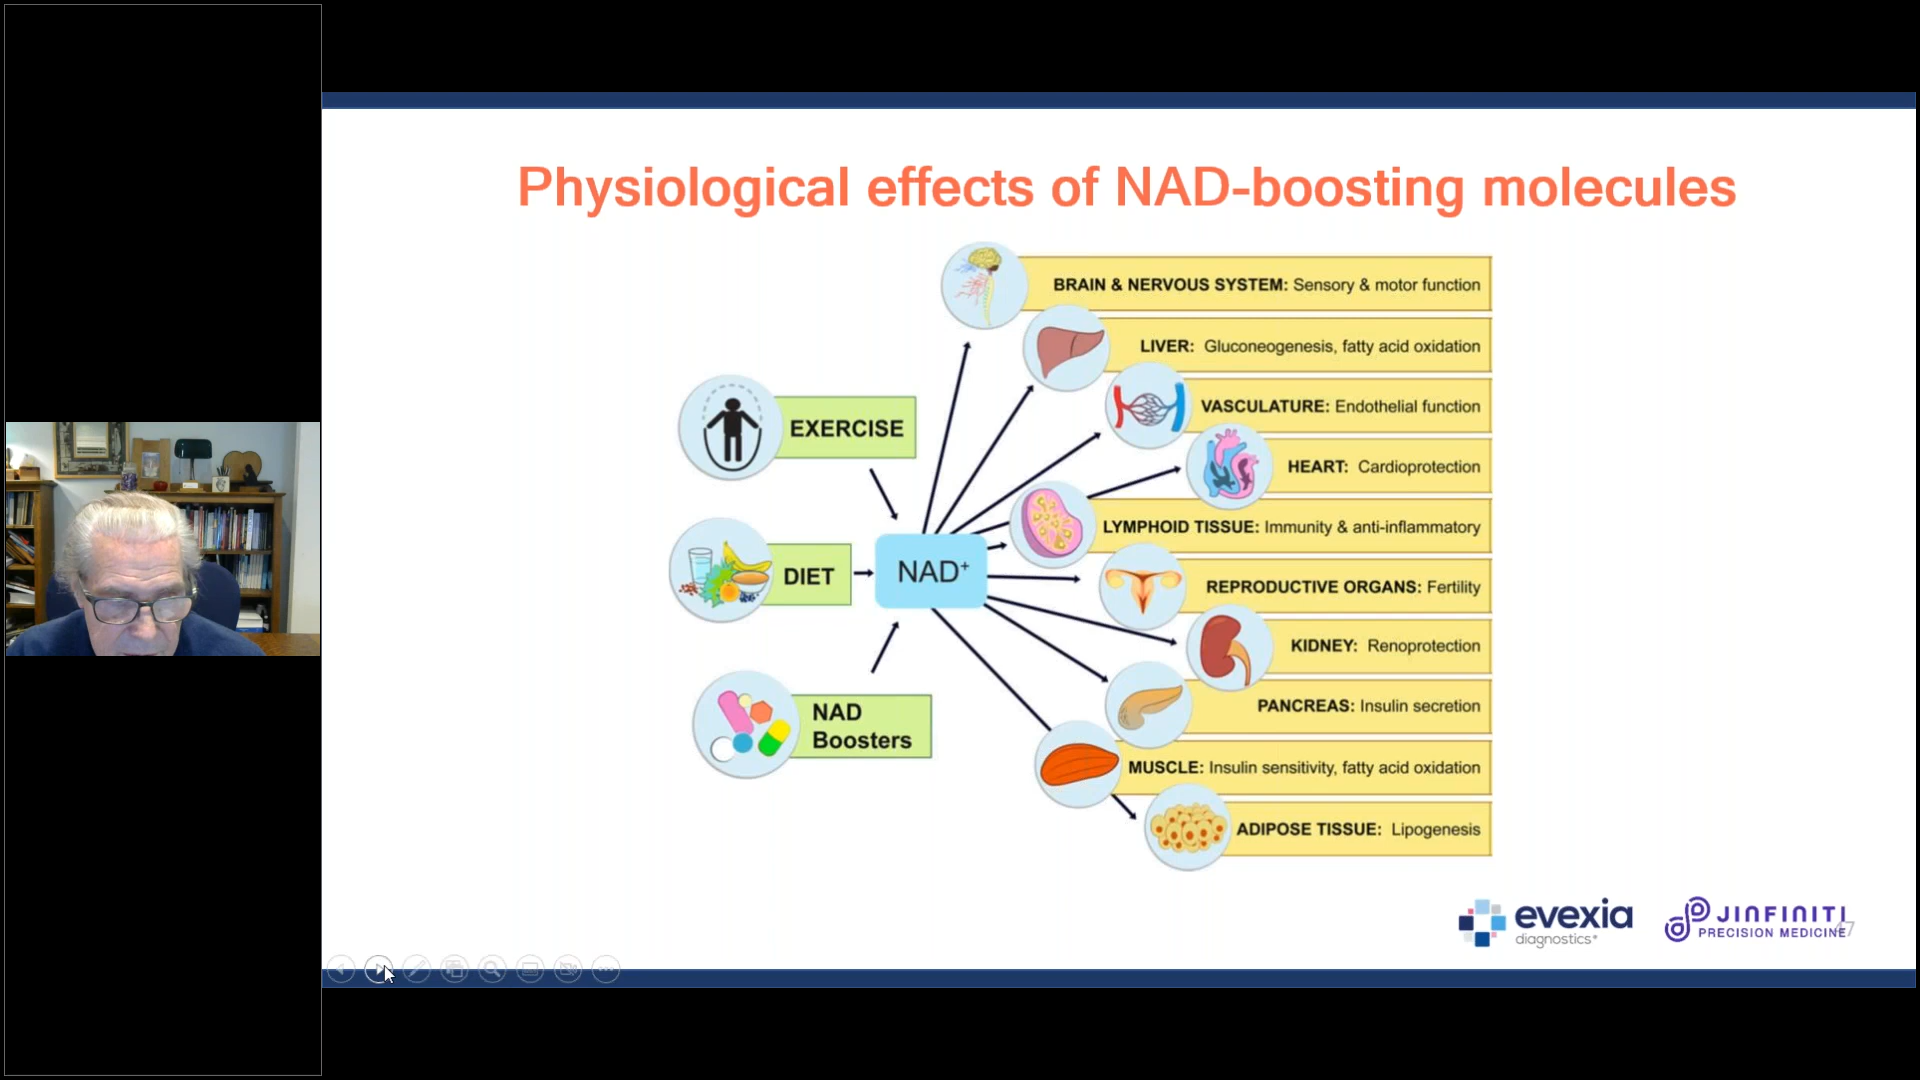 Physiological effects of NAD-boosting molecules
BRAIN & NERVOUS SYSTEM: Sensory & motor function
LIVER: Gluconeogenesis, fatty acid oxidation
VASCULATURE: Endothelial function
HEART: Cardioprotection
LYMPHOID TISSUE: Immunity & anti-inflammatory
REPRODUCTIVE ORGANS: Fertility
KIDNEY: Renoprotection
PANCREAS: Insulin secretion
MUSCLE: Insulin sensitivity, fatty acid oxidation
ADIPOSE TISSUE: Lipogenesis
EXERCISE
DIET
NAD
Boosters
NAD+
evexia
diagnostics
JINFINITI
PRECISION MEDICINE
47